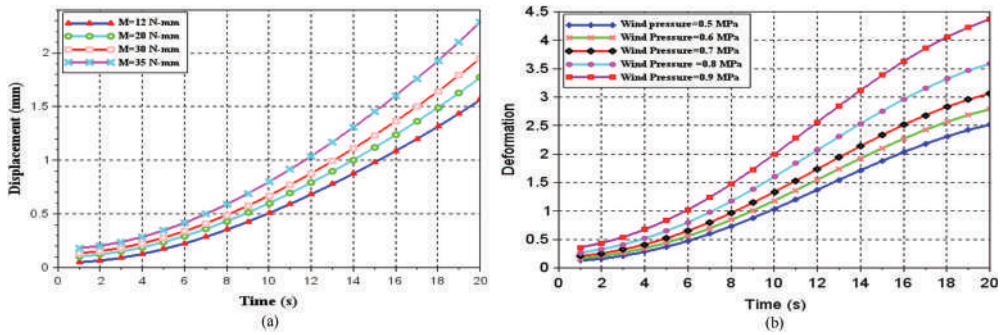 M=12 N-mm
M=20 N-mm
M=30 N-mm
M=35 N-mm
Displacement (mm)
2
1.5
1
0.5
0
0 2 4 6 8 10 12 14 16 18 20
Time (s)
(a)
Wind pressure=0.5 MPa
Wind Pressure=0.6 MPa
Wind Pressure=0.7 MPa
Wind Pressure =0.8 MPa
Wind Pressure=0.9 MPa
Deformation
4.5
4
3.5
3
2.5
2
1.5
1
0.5
0
0 2 4 6 8 10 12 14 16 18 20
Time (s)
(b)